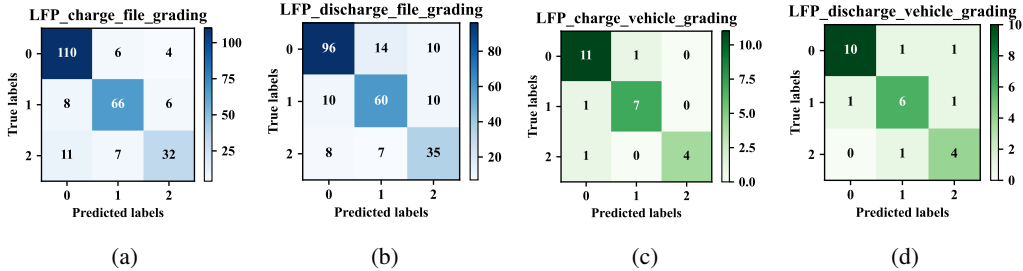 LFP_charge_file_grading
True labels
0
1
2
110 6 4
8 66 6
11 7 32
0 1 2
Predicted labels
100
75
50
25
(a)
LFP_discharge_file_grading
True labels
0
1
2
96 14 10
10 60 10
8 7 35
0 1 2
Predicted labels
80
60
40
20
(b)
LFP_charge_vehicle_grading
True labels
0
1
2
11 1 0
1 7 0
1 0 4
0 1 2
Predicted labels
10.0
7.5
5.0
2.5
0.0
(c)
LFP_discharge_vehicle_grading
True labels
0
1
2
10 1 1
1 6 1
0 1 4
0 1 2
Predicted labels
10
8
6
4
2
0
(d)